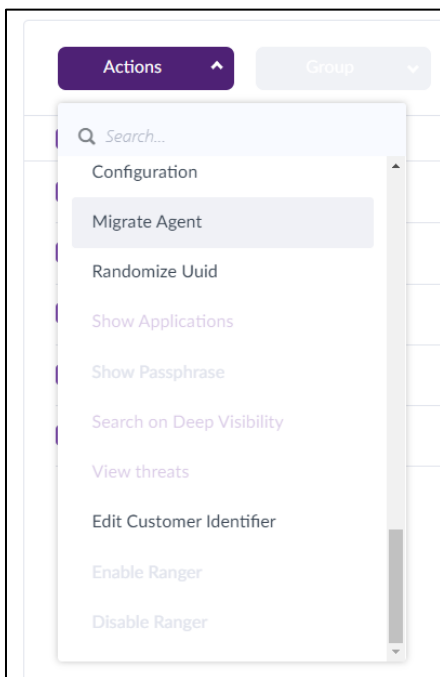 Actions
Group
Search...
Configuration
Migrate Agent
Randomize Uuid
Show Applications
Show Passphrase
Search on Deep Visibility
View threats
Edit Customer Identifier
Enable Ranger
Disable Ranger